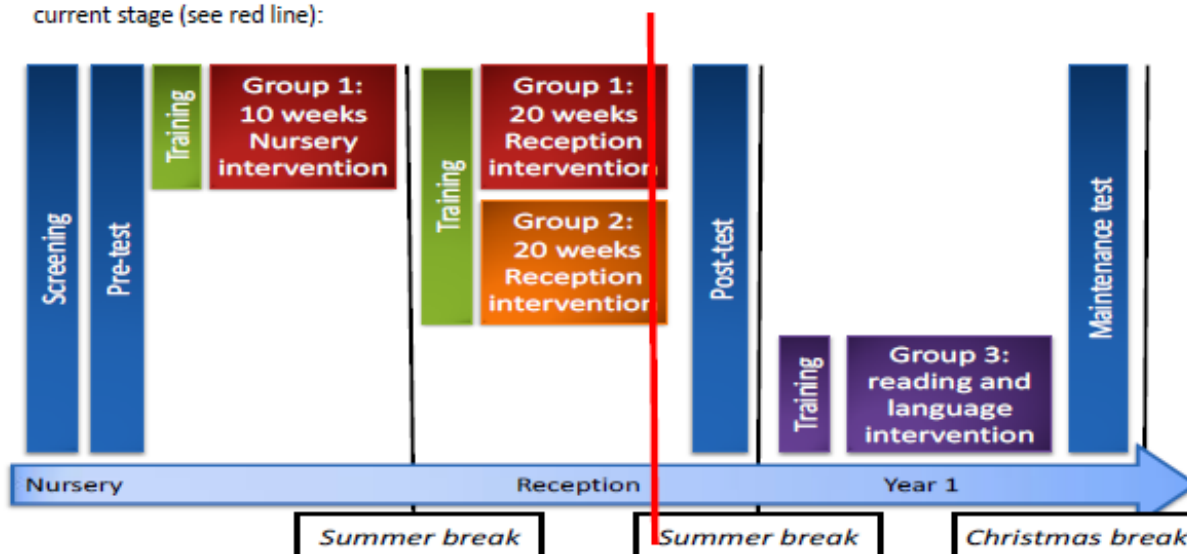 current stage (see red line):
Screening
Pre-test
Training
Group 1:
10 weeks
Nursery
intervention
Training
Group 1:
20 weeks
Reception
intervention
Group 2:
20 weeks
Reception
intervention
Post-test
Training
Group 3:
reading and
language
intervention
Maintenance test
Nursery
Reception
Year 1
Summer break
Summer break
Christmas break